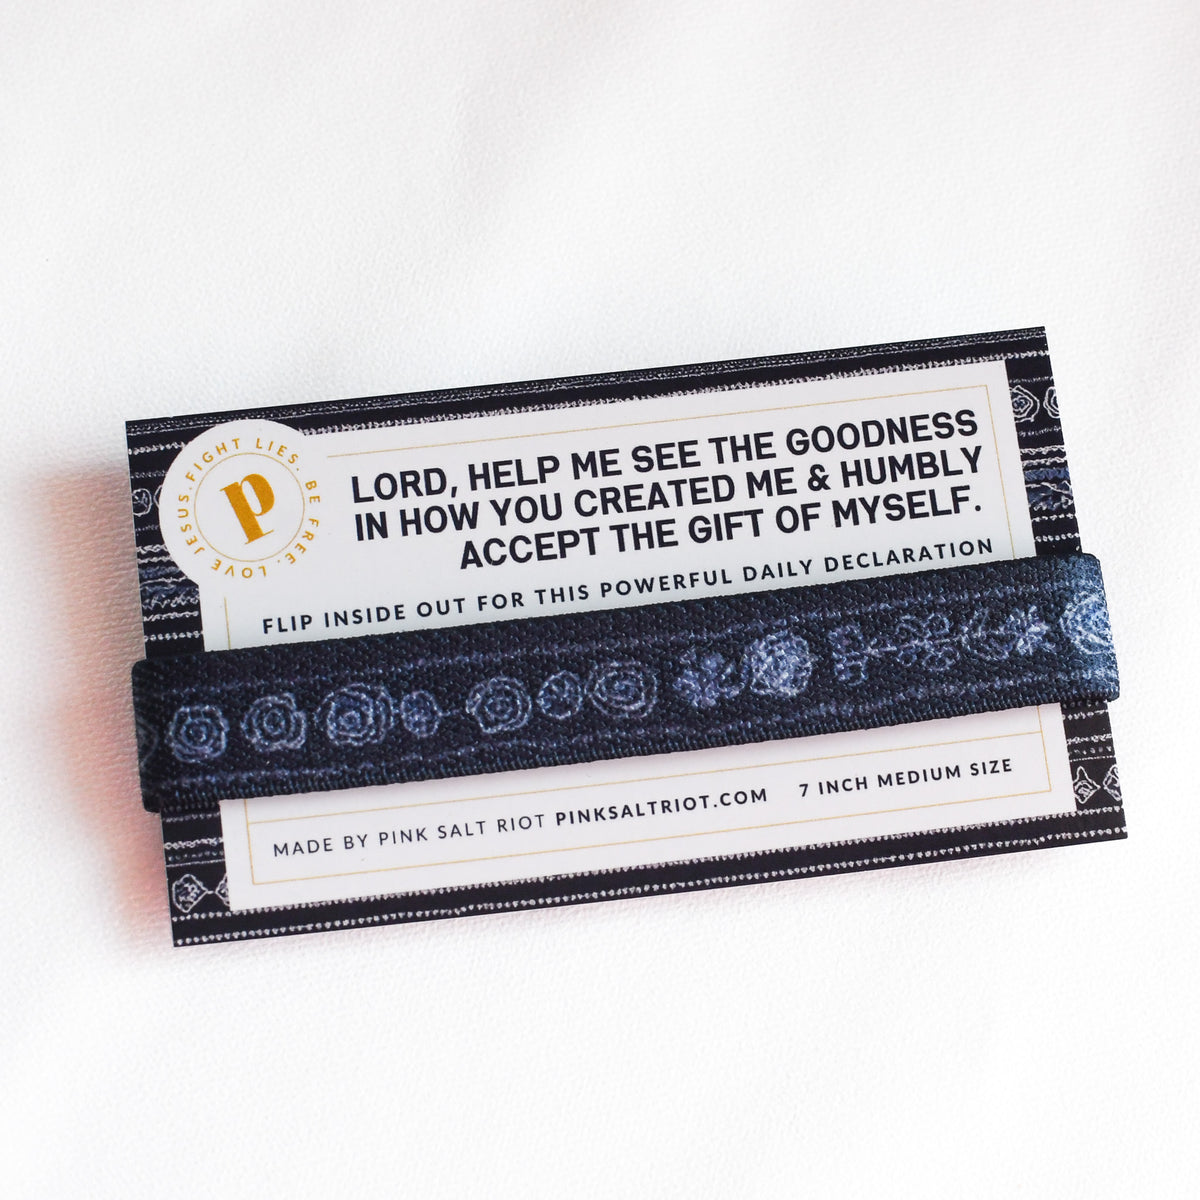 FIGHT LIES. BE FREE. LOVE JESUS.
p
LORD, HELP ME SEE THE GOODNESS
IN HOW YOU CREATED ME & HUMBLY
ACCEPT THE GIFT OF MYSELF.
FLIP INSIDE OUT FOR THIS POWERFUL DAILY DECLARATION
MADE BY PINK SALT RIOT PINKSALTRIOT.COM 7 INCH MEDIUM SIZE